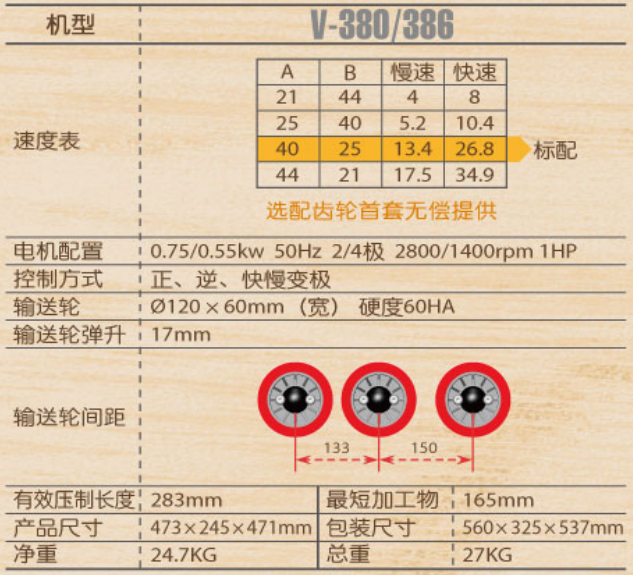 机型 V-380/386
A B 慢速 快速
21 44 4 8
25 40 5.2 10.4
速度表
40 25 13.4 26.8 标配
44 21 17.5 34.9
选配齿轮首套无偿提供
电机配置 0.75/0.55kw 50Hz 2/4极 2800/1400rpm 1HP
控制方式 正、逆、快慢变极
输送轮 Ø120×60mm（宽） 硬度60HA
输送轮弹升 17mm
输送轮间距
133 150
有效压制长度 283mm 最短加工物 165mm
产品尺寸 473×245×471mm 包装尺寸 560×325×537mm
净重 24.7KG 总重 27KG